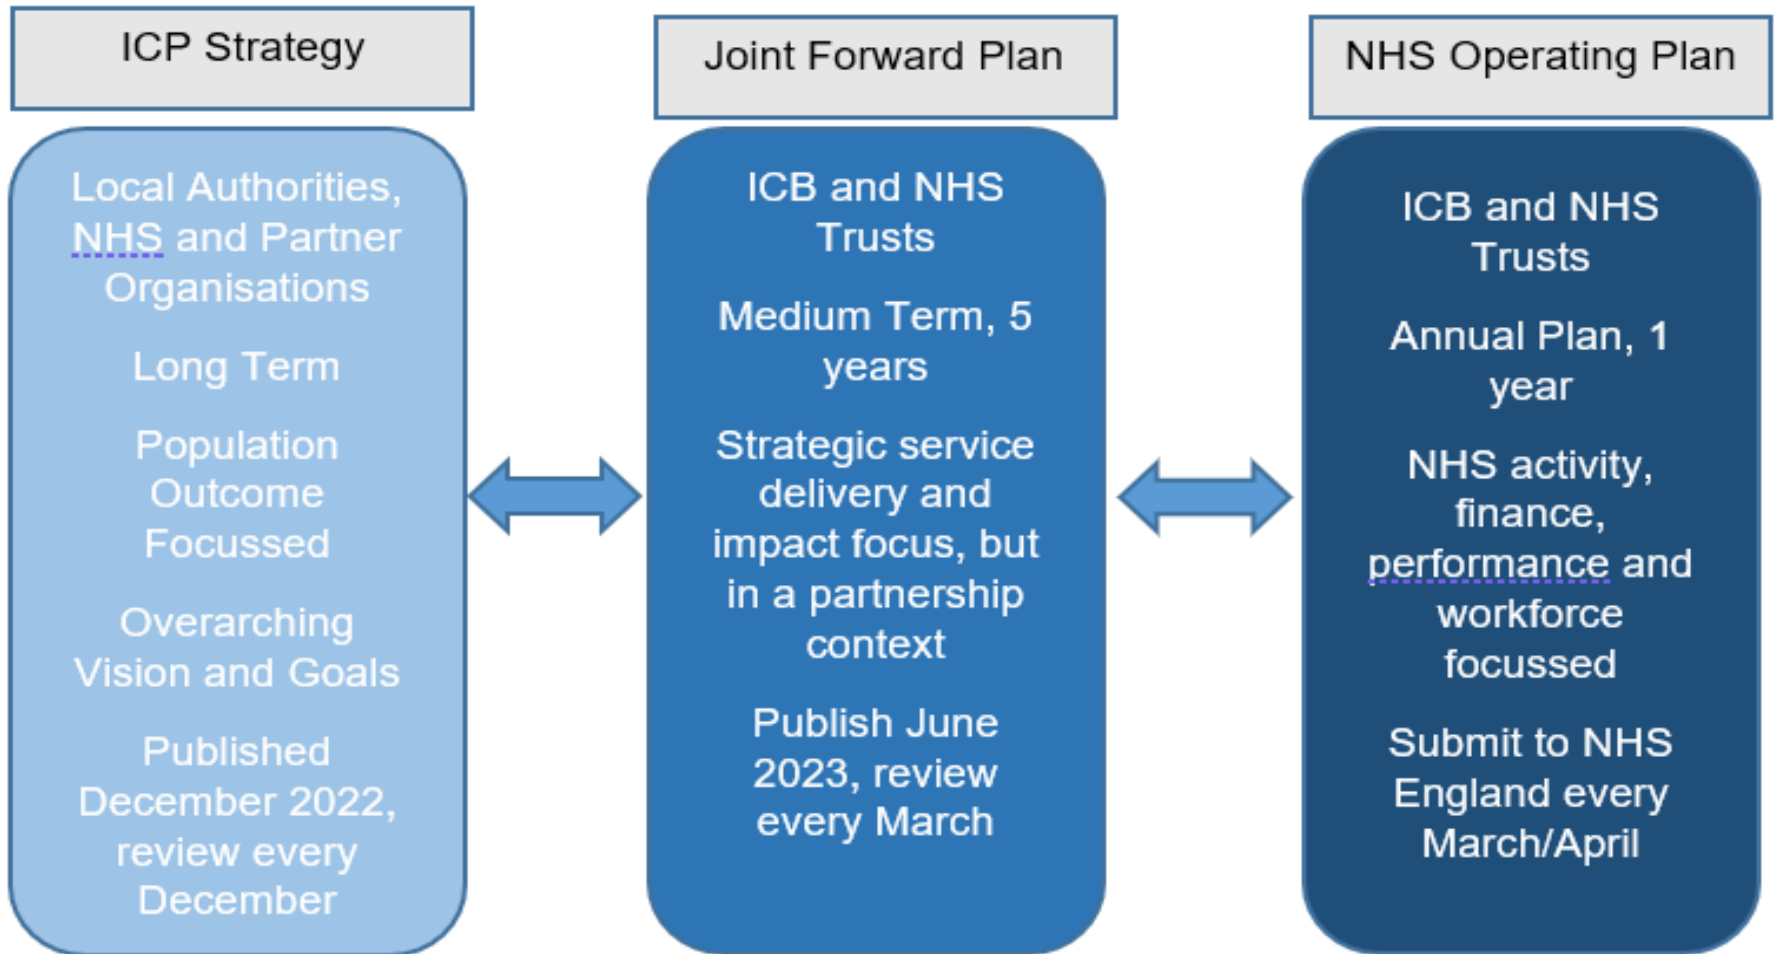 ICP Strategy
Local Authorities,
NHS and Partner
Organisations
Long Term
Population
Outcome
Focussed
Overarching
Vision and Goals
Published
December 2022,
review every
December
Joint Forward Plan
ICB and NHS
Trusts
Medium Term, 5
years
Strategic service
delivery and
impact focus, but
in a partnership
context
Publish June
2023, review
every March
NHS Operating Plan
ICB and NHS
Trusts
Annual Plan, 1
year
NHS activity,
finance,
performance and
workforce
focussed
Submit to NHS
England every
March/April